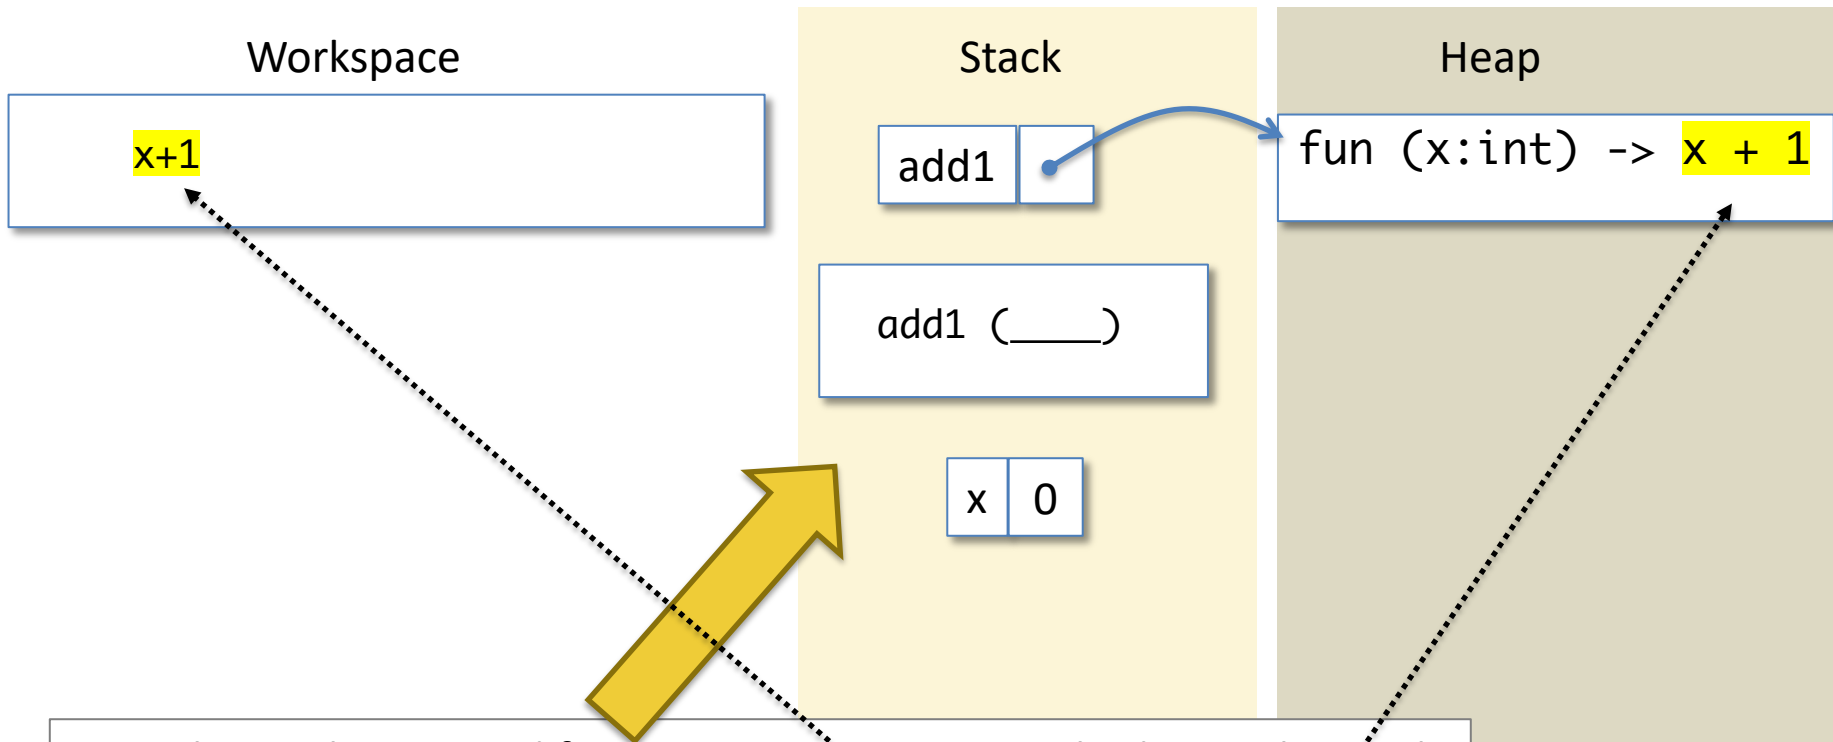 Workspace
Stack
Heap
x+1
add1
fun (x:int) -> x + 1
add1 (____)
x 0